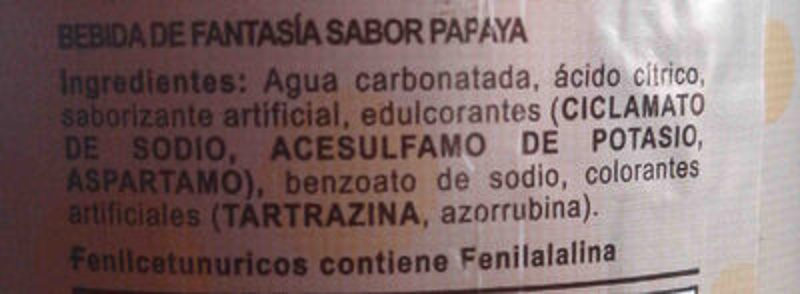 BEBIDA DE FANTASÍA SABOR PAPAYA
Ingredientes: Agua carbonatada, ácido cítrico,
saborizante artificial, edulcorantes (CICLAMATO
DE SODIO, ACESULFAMO DE POTASIO,
ASPARTAMO), benzoato de sodio, colorantes
artificiales (TARTRAZINA, azorrubina).
Fenilcetunuricos contiene Fenilalalina